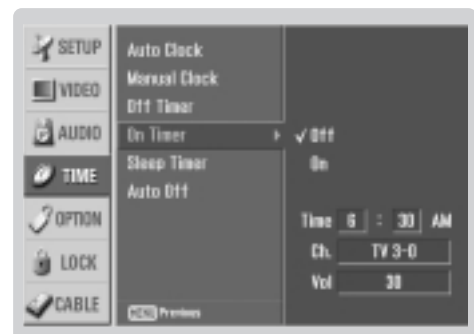 SETUP
VIDEO
AUDIO
TIME
OPTION
LOCK
CABLE
Auto Clock
Manual Clock
Off Timer
On Timer
Sleep Timer
Auto Off
MENU Previous
✓ Off
On
Time 6 : 30 AM
Ch. TV 3-0
Vol 30